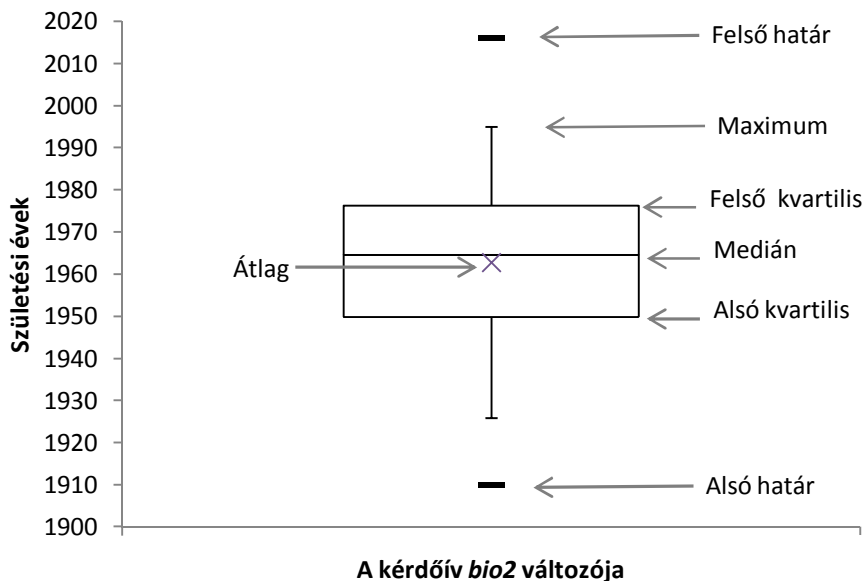 2020
2010
2000
1990
1980
1970
1960
1950
1940
1930
1920
1910
1900
Születési évek
Felső határ
Maximum
Felső kvartilis
Medián
Átlag
Alsó kvartilis
Alsó határ
A kérdőív bio2 változója